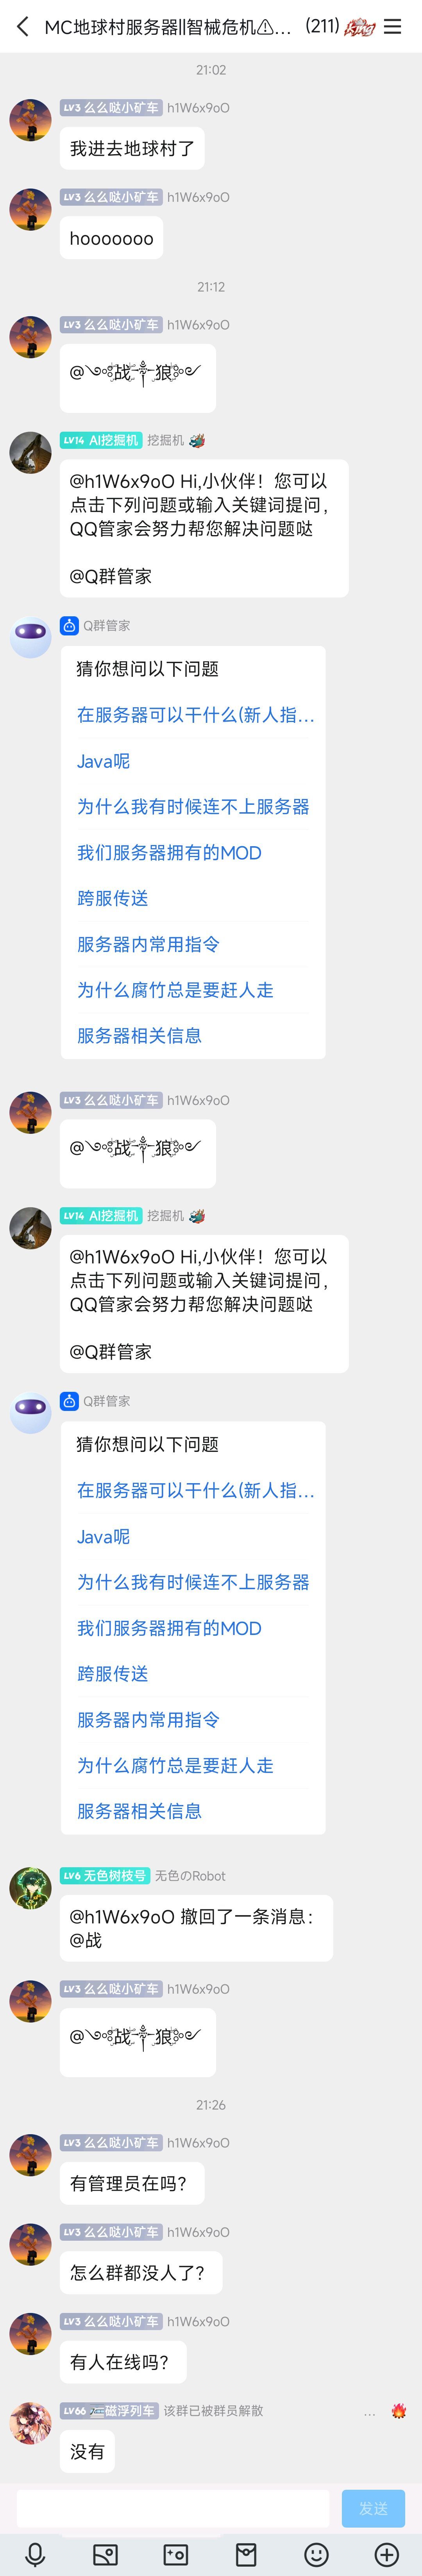 MC地球村服务器||智械危机⚠️... (211)
21:02
LV3 么么哒小矿车 h1W6x9oO
我进去地球村了
LV3 么么哒小矿车 h1W6x9oO
hooooooo
21:12
LV3 么么哒小矿车 h1W6x9oO
@༺战༒狼༻
LV14 AI挖掘机 挖掘机
@h1W6x9oO Hi,小伙伴！您可以
点击下列问题或输入关键词提问，
QQ管家会努力帮您解决问题哒
@Q群管家
Q群管家
猜你想问以下问题
在服务器可以干什么(新人指...
Java呢
为什么我有时候连不上服务器
我们服务器拥有的MOD
跨服传送
服务器内常用指令
为什么腐竹总是要赶人走
服务器相关信息
LV3 么么哒小矿车 h1W6x9oO
@༺战༒狼༻
LV14 AI挖掘机 挖掘机
@h1W6x9oO Hi,小伙伴！您可以
点击下列问题或输入关键词提问，
QQ管家会努力帮您解决问题哒
@Q群管家
Q群管家
猜你想问以下问题
在服务器可以干什么(新人指...
Java呢
为什么我有时候连不上服务器
我们服务器拥有的MOD
跨服传送
服务器内常用指令
为什么腐竹总是要赶人走
服务器相关信息
LV6 无色树枝号 无色のRobot
@h1W6x9oO 撤回了一条消息：
@战
LV3 么么哒小矿车 h1W6x9oO
@༺战༒狼༻
21:26
LV3 么么哒小矿车 h1W6x9oO
有管理员在吗？
LV3 么么哒小矿车 h1W6x9oO
怎么群都没人了？
LV3 么么哒小矿车 h1W6x9oO
有人在线吗？
LV66 磁浮列车 该群已被群员解散 ...
没有
发送